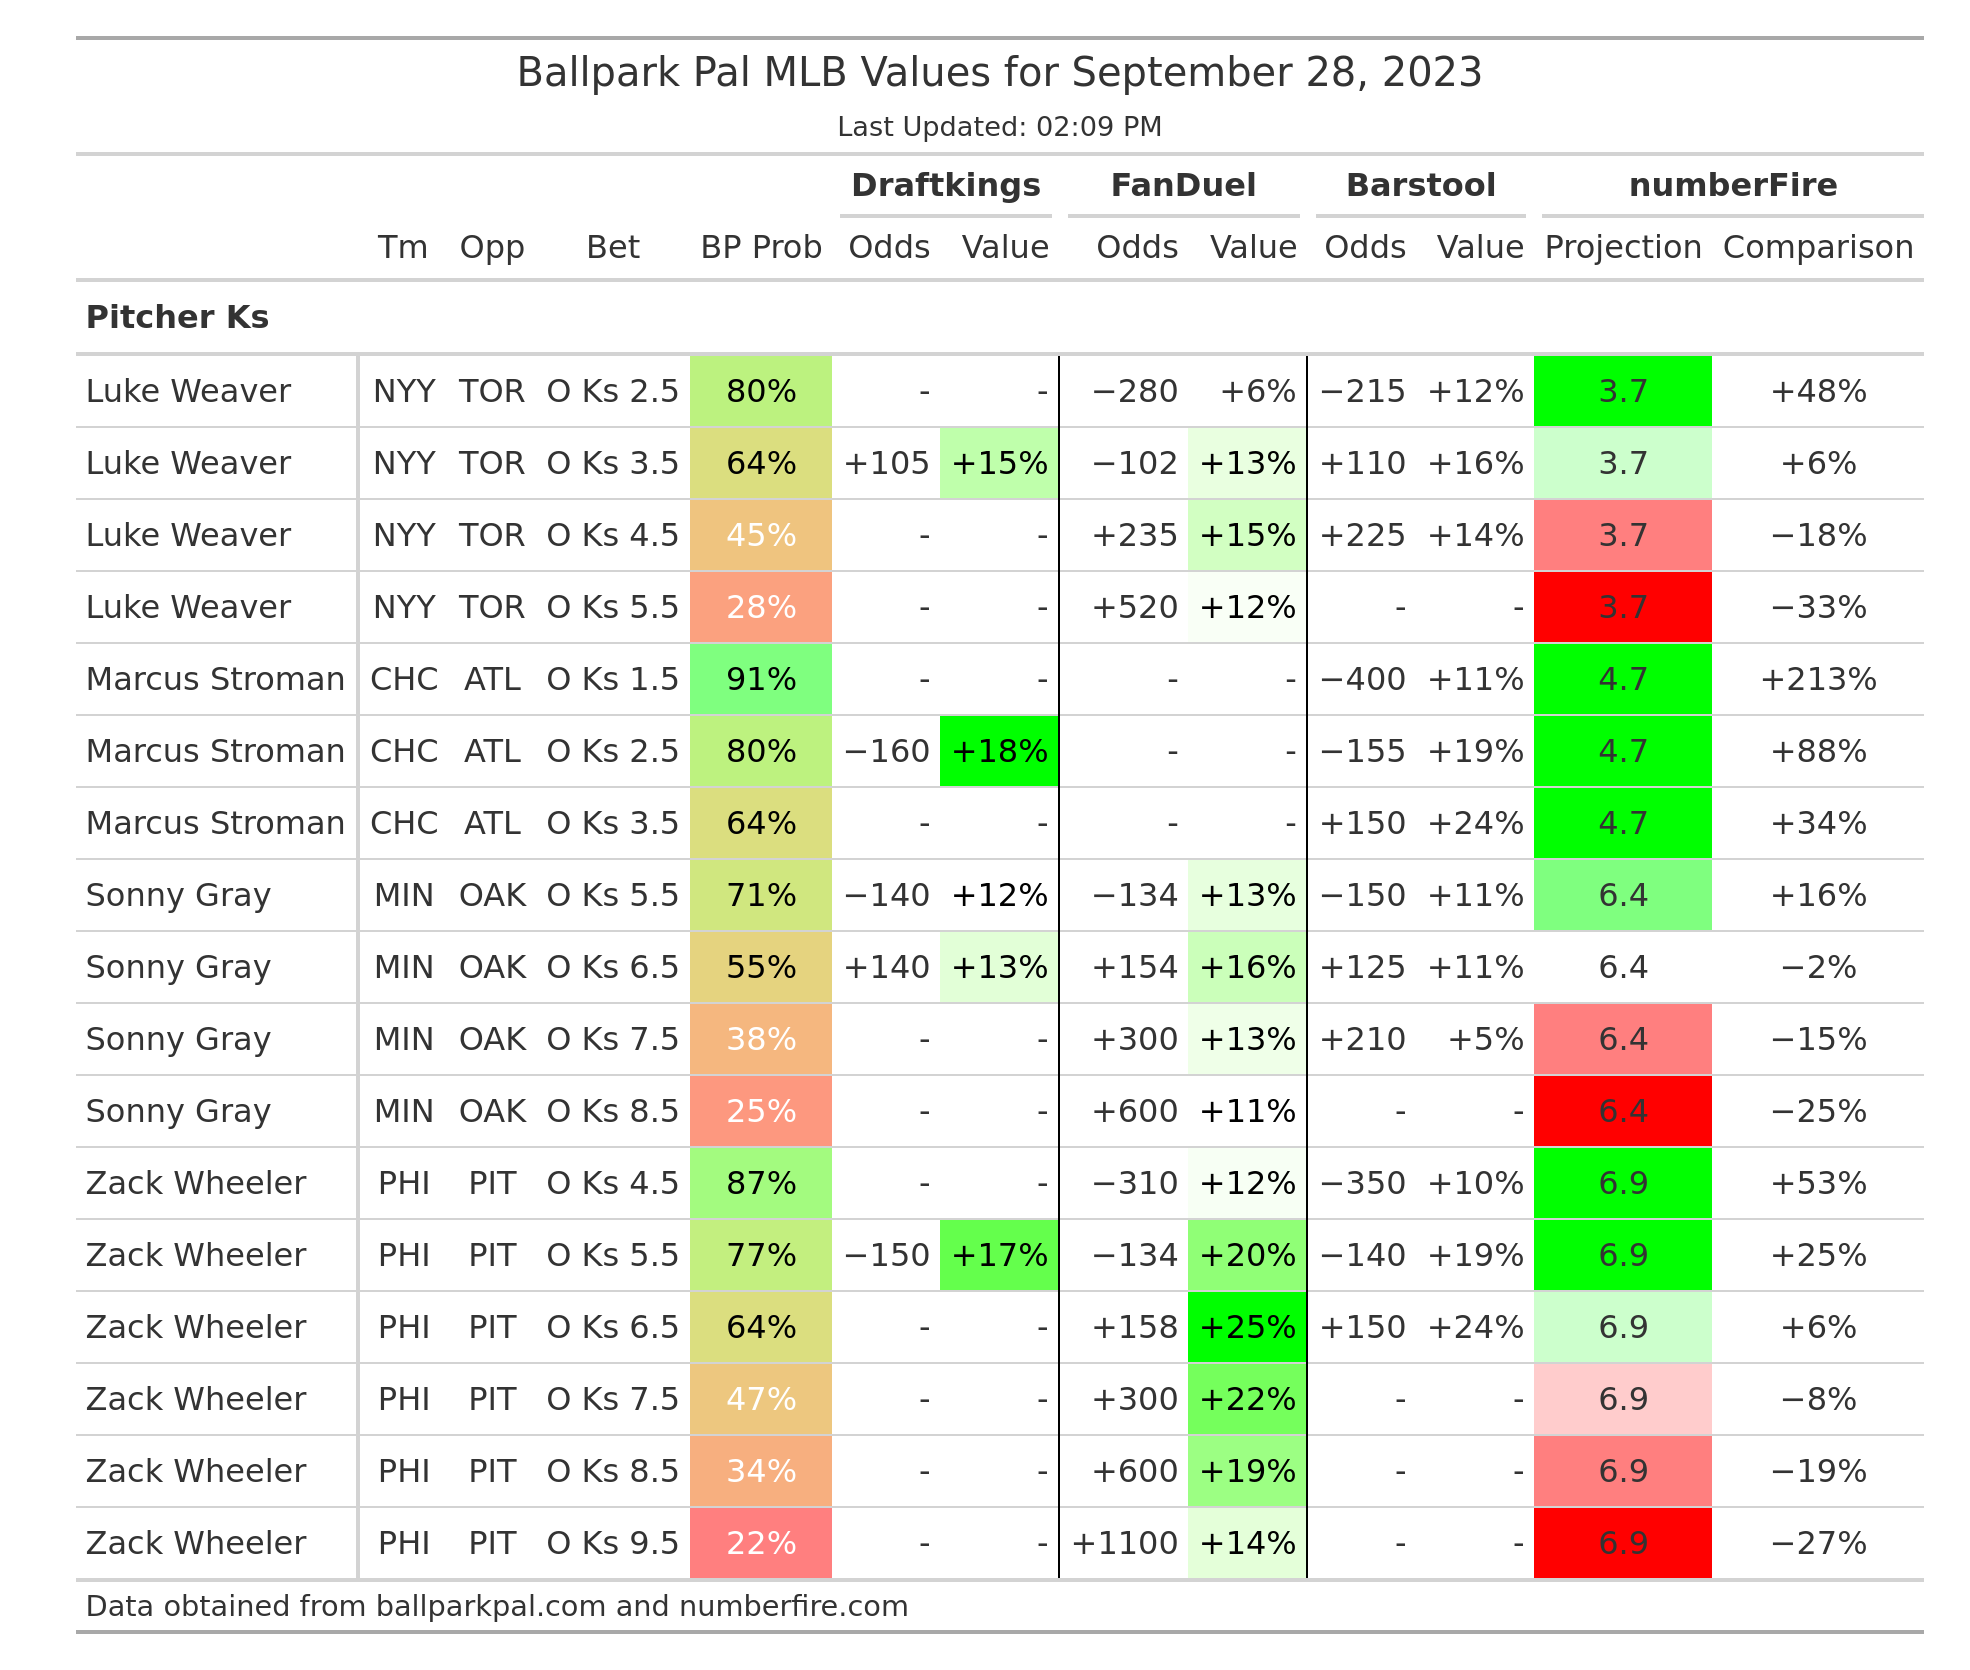 Ballpark Pal MLB Values for September 28, 2023
Last Updated: 02:09 PM
Draftkings FanDuel Barstool numberFire
Tm Opp Bet BP Prob Odds Value Odds Value Odds Value Projection Comparison
Pitcher Ks
Luke Weaver NYY TOR O Ks 2.5 80% - - −280 +6% −215 +12% 3.7 +48%
Luke Weaver NYY TOR O Ks 3.5 64% +105 +15% −102 +13% +110 +16% 3.7 +6%
Luke Weaver NYY TOR O Ks 4.5 45% - - +235 +15% +225 +14% 3.7 −18%
Luke Weaver NYY TOR O Ks 5.5 28% - - +520 +12% - - 3.7 −33%
Marcus Stroman CHC ATL O Ks 1.5 91% - - - - −400 +11% 4.7 +213%
Marcus Stroman CHC ATL O Ks 2.5 80% −160 +18% - - −155 +19% 4.7 +88%
Marcus Stroman CHC ATL O Ks 3.5 64% - - - - +150 +24% 4.7 +34%
Sonny Gray MIN OAK O Ks 5.5 71% −140 +12% −134 +13% −150 +11% 6.4 +16%
Sonny Gray MIN OAK O Ks 6.5 55% +140 +13% +154 +16% +125 +11% 6.4 −2%
Sonny Gray MIN OAK O Ks 7.5 38% - - +300 +13% +210 +5% 6.4 −15%
Sonny Gray MIN OAK O Ks 8.5 25% - - +600 +11% - - 6.4 −25%
Zack Wheeler PHI PIT O Ks 4.5 87% - - −310 +12% −350 +10% 6.9 +53%
Zack Wheeler PHI PIT O Ks 5.5 77% −150 +17% −134 +20% −140 +19% 6.9 +25%
Zack Wheeler PHI PIT O Ks 6.5 64% - - +158 +25% +150 +24% 6.9 +6%
Zack Wheeler PHI PIT O Ks 7.5 47% - - +300 +22% - - 6.9 −8%
Zack Wheeler PHI PIT O Ks 8.5 34% - - +600 +19% - - 6.9 −19%
Zack Wheeler PHI PIT O Ks 9.5 22% - - +1100 +14% - - 6.9 −27%
Data obtained from ballparkpal.com and numberfire.com